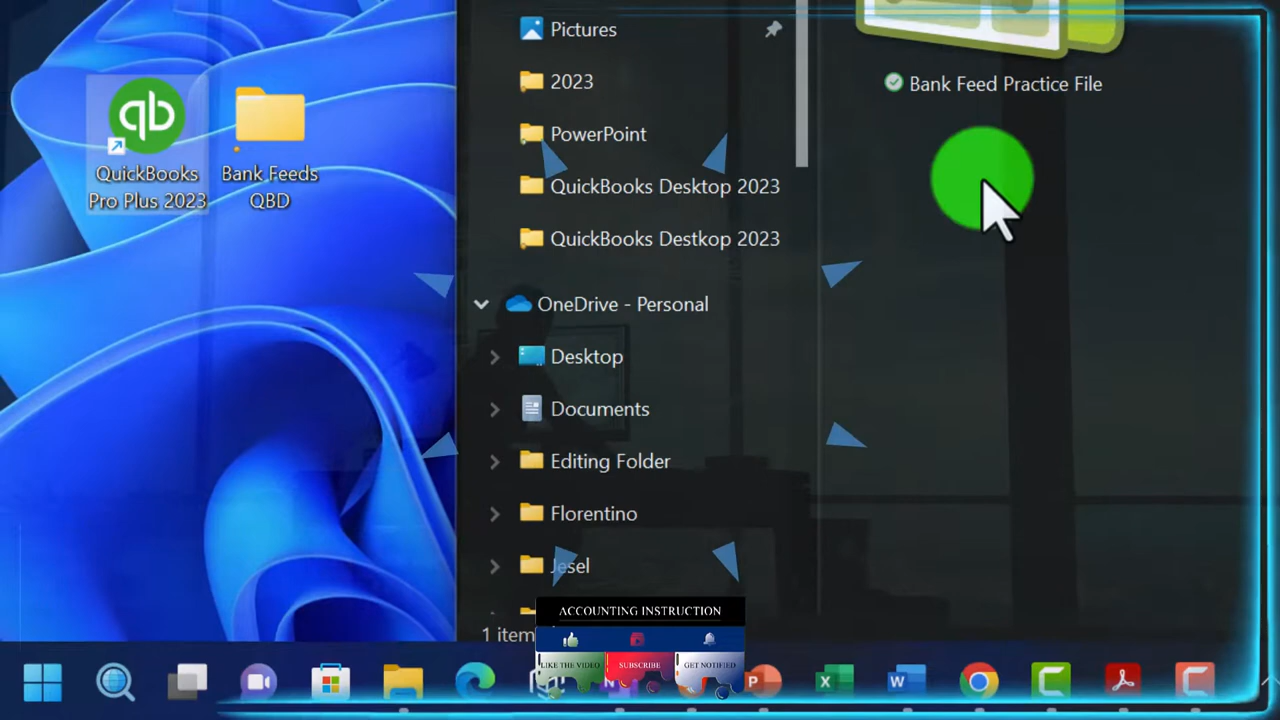 qb
QuickBooks
Pro Plus 2023
Bank Feeds
QBD
Pictures
2023
PowerPoint
QuickBooks Desktop 2023
QuickBooks Destkop 2023
OneDrive - Personal
Desktop
Documents
Editing Folder
Florentino
Jesel
1 item
Bank Feed Practice File
ACCOUNTING INSTRUCTION
LIKE THE VIDEO
SUBSCRIBE
GET NOTIFIED